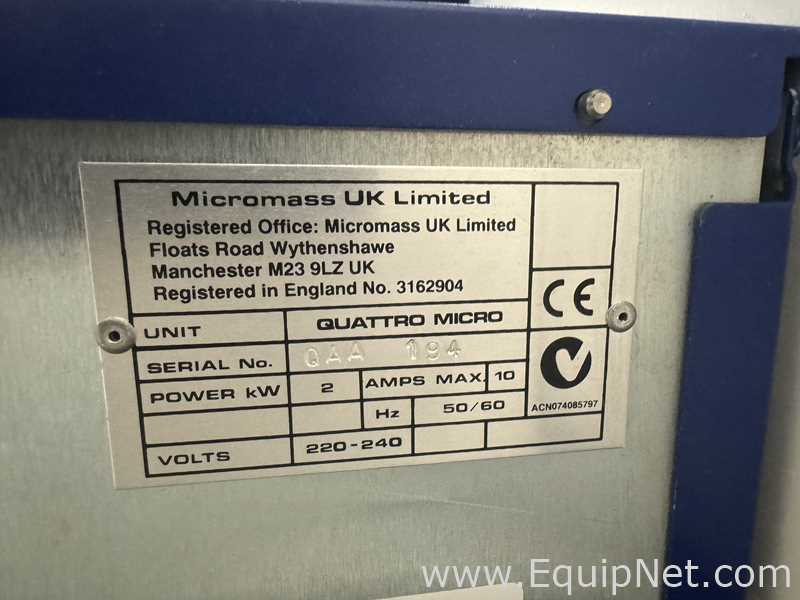 Micromass UK Limited
Registered Office: Micromass UK Limited
Floats Road Wythenshawe
Manchester M23 9LZ UK
Registered in England No. 3162904
CE
UNIT QUATTRO MICRO
SERIAL No. QAA 194
POWER kW 2 AMPS MAX. 10
Hz 50/60
ACN074085797
VOLTS 220-240
www.EquipNet.com